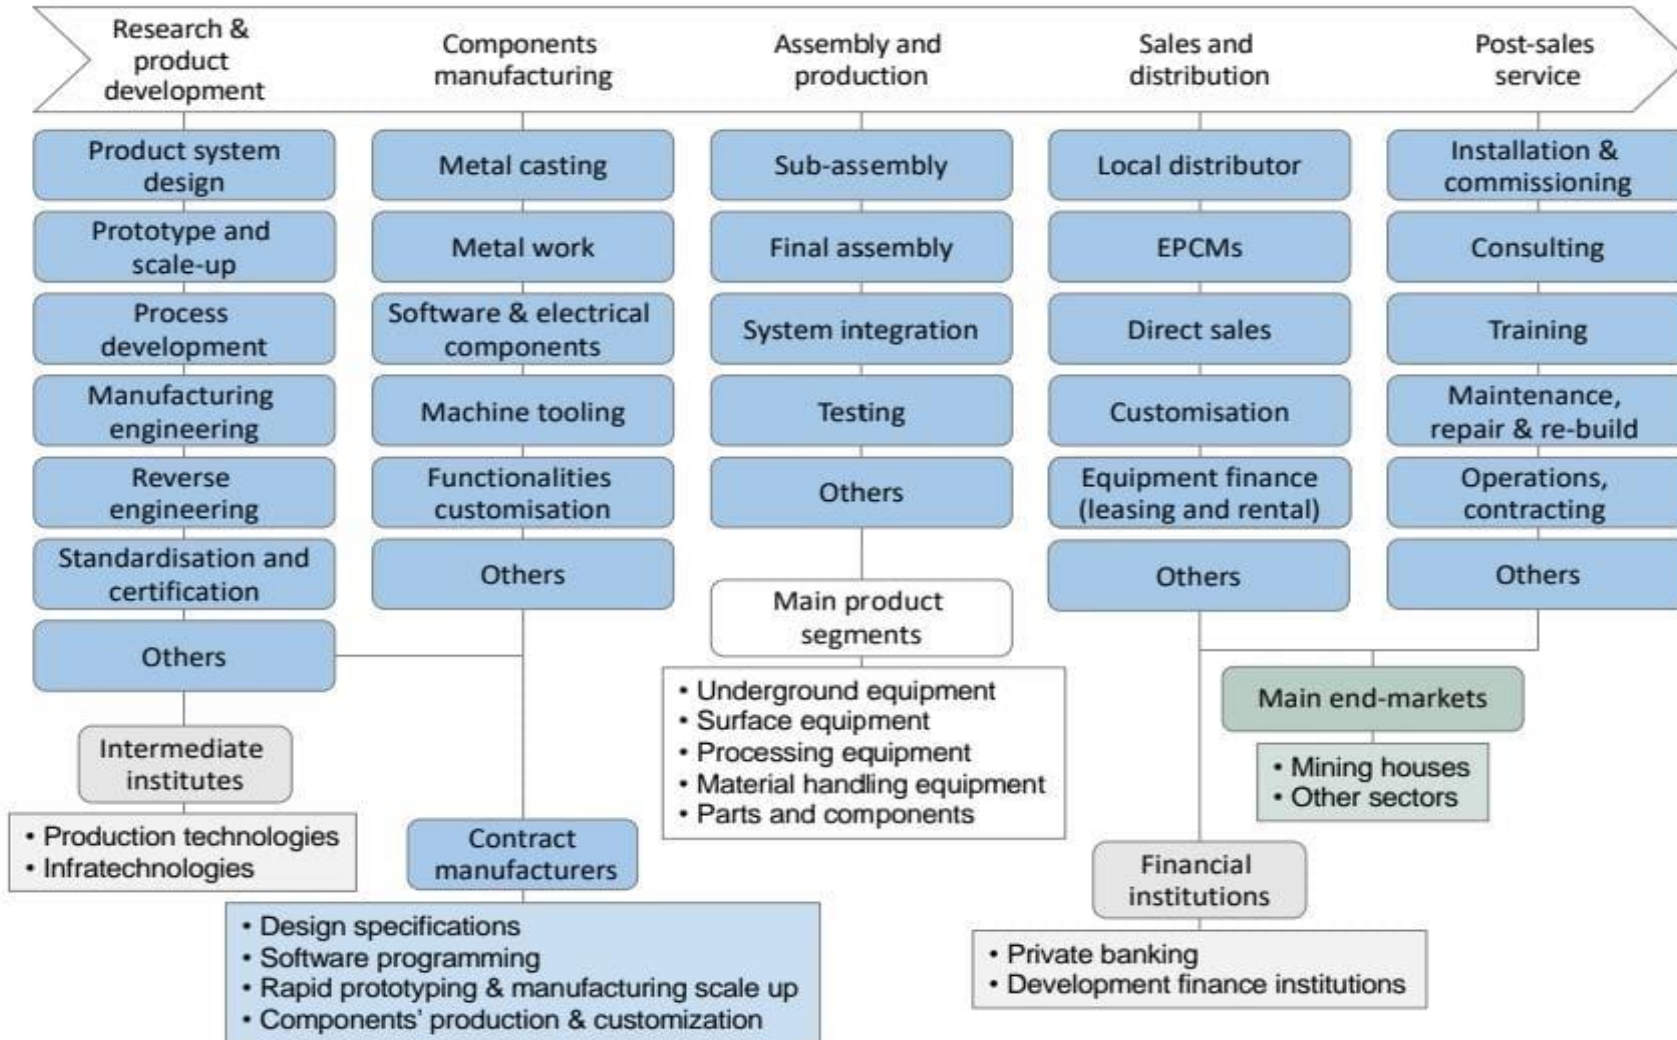 Research &
product
development
Components
manufacturing
Assembly and
production
Sales and
distribution
Post-sales
service
Product system
design
Prototype and
scale-up
Process
development
Manufacturing
engineering
Reverse
engineering
Standardisation and
certification
Others
Metal casting
Metal work
Software & electrical
components
Machine tooling
Functionalities
customisation
Others
Sub-assembly
Final assembly
System integration
Testing
Others
Local distributor
EPCMs
Direct sales
Customisation
Equipment finance
(leasing and rental)
Others
Installation &
commissioning
Consulting
Training
Maintenance,
repair & re-build
Operations,
contracting
Others
Intermediate
institutes
• Production technologies
• Infratechnologies
Contract
manufacturers
• Design specifications
• Software programming
• Rapid prototyping & manufacturing scale up
• Components' production & customization
Main product
segments
• Underground equipment
• Surface equipment
• Processing equipment
• Material handling equipment
• Parts and components
Main end-markets
• Mining houses
• Other sectors
Financial
institutions
• Private banking
• Development finance institutions